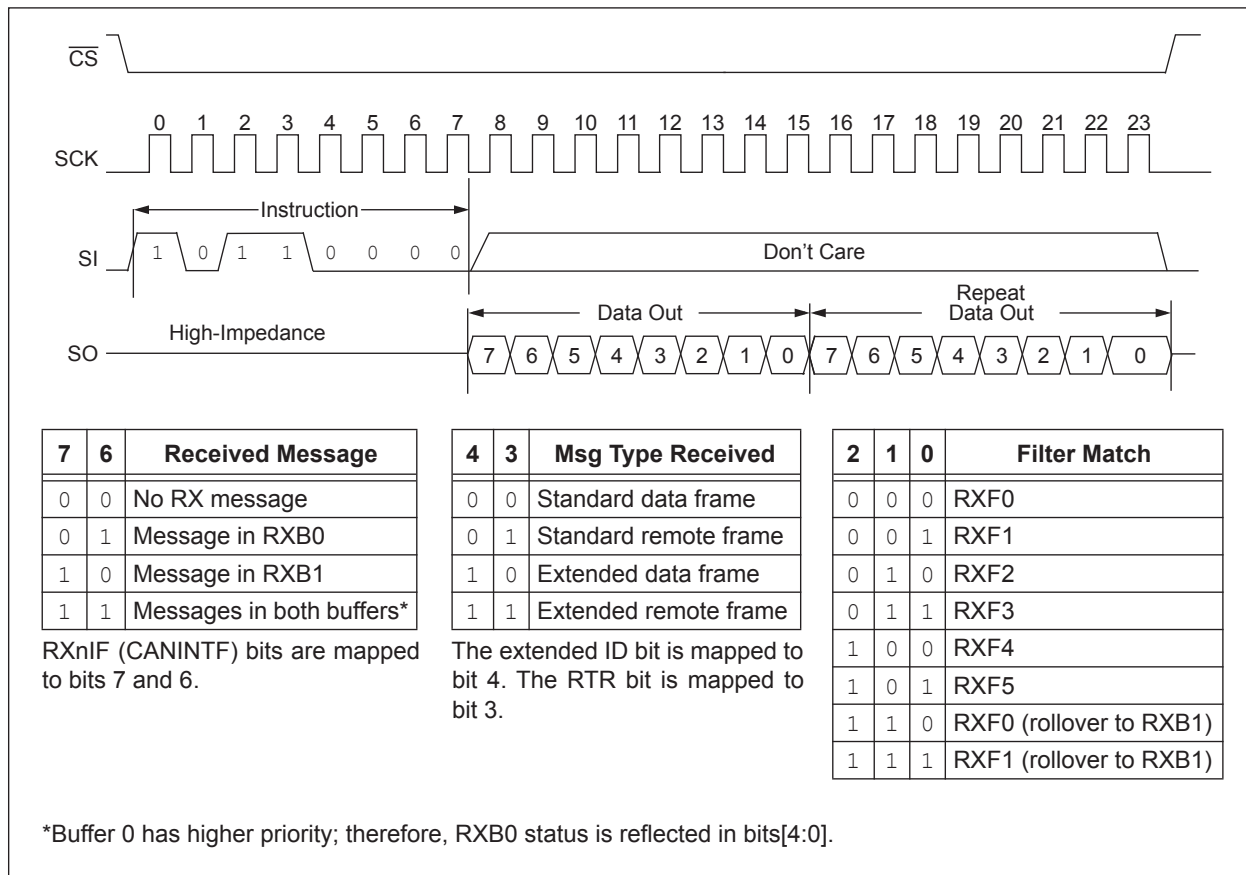 CS
0 1 2 3 4 5 6 7 8 9 10 11 12 13 14 15 16 17 18 19 20 21 22 23
SCK
Instruction
SI 1 0 1 1 0 0 0 0 Don't Care
Repeat
Data Out Data Out
High-Impedance
SO 7 6 5 4 3 2 1 0 7 6 5 4 3 2 1 0
7 6 Received Message
0 0 No RX message
0 1 Message in RXB0
1 0 Message in RXB1
1 1 Messages in both buffers*
RXnIF (CANINTF) bits are mapped
to bits 7 and 6.
4 3 Msg Type Received
0 0 Standard data frame
0 1 Standard remote frame
1 0 Extended data frame
1 1 Extended remote frame
The extended ID bit is mapped to
bit 4. The RTR bit is mapped to
bit 3.
2 1 0 Filter Match
0 0 0 RXF0
0 0 1 RXF1
0 1 0 RXF2
0 1 1 RXF3
1 0 0 RXF4
1 0 1 RXF5
1 1 0 RXF0 (rollover to RXB1)
1 1 1 RXF1 (rollover to RXB1)
*Buffer 0 has higher priority; therefore, RXB0 status is reflected in bits[4:0].